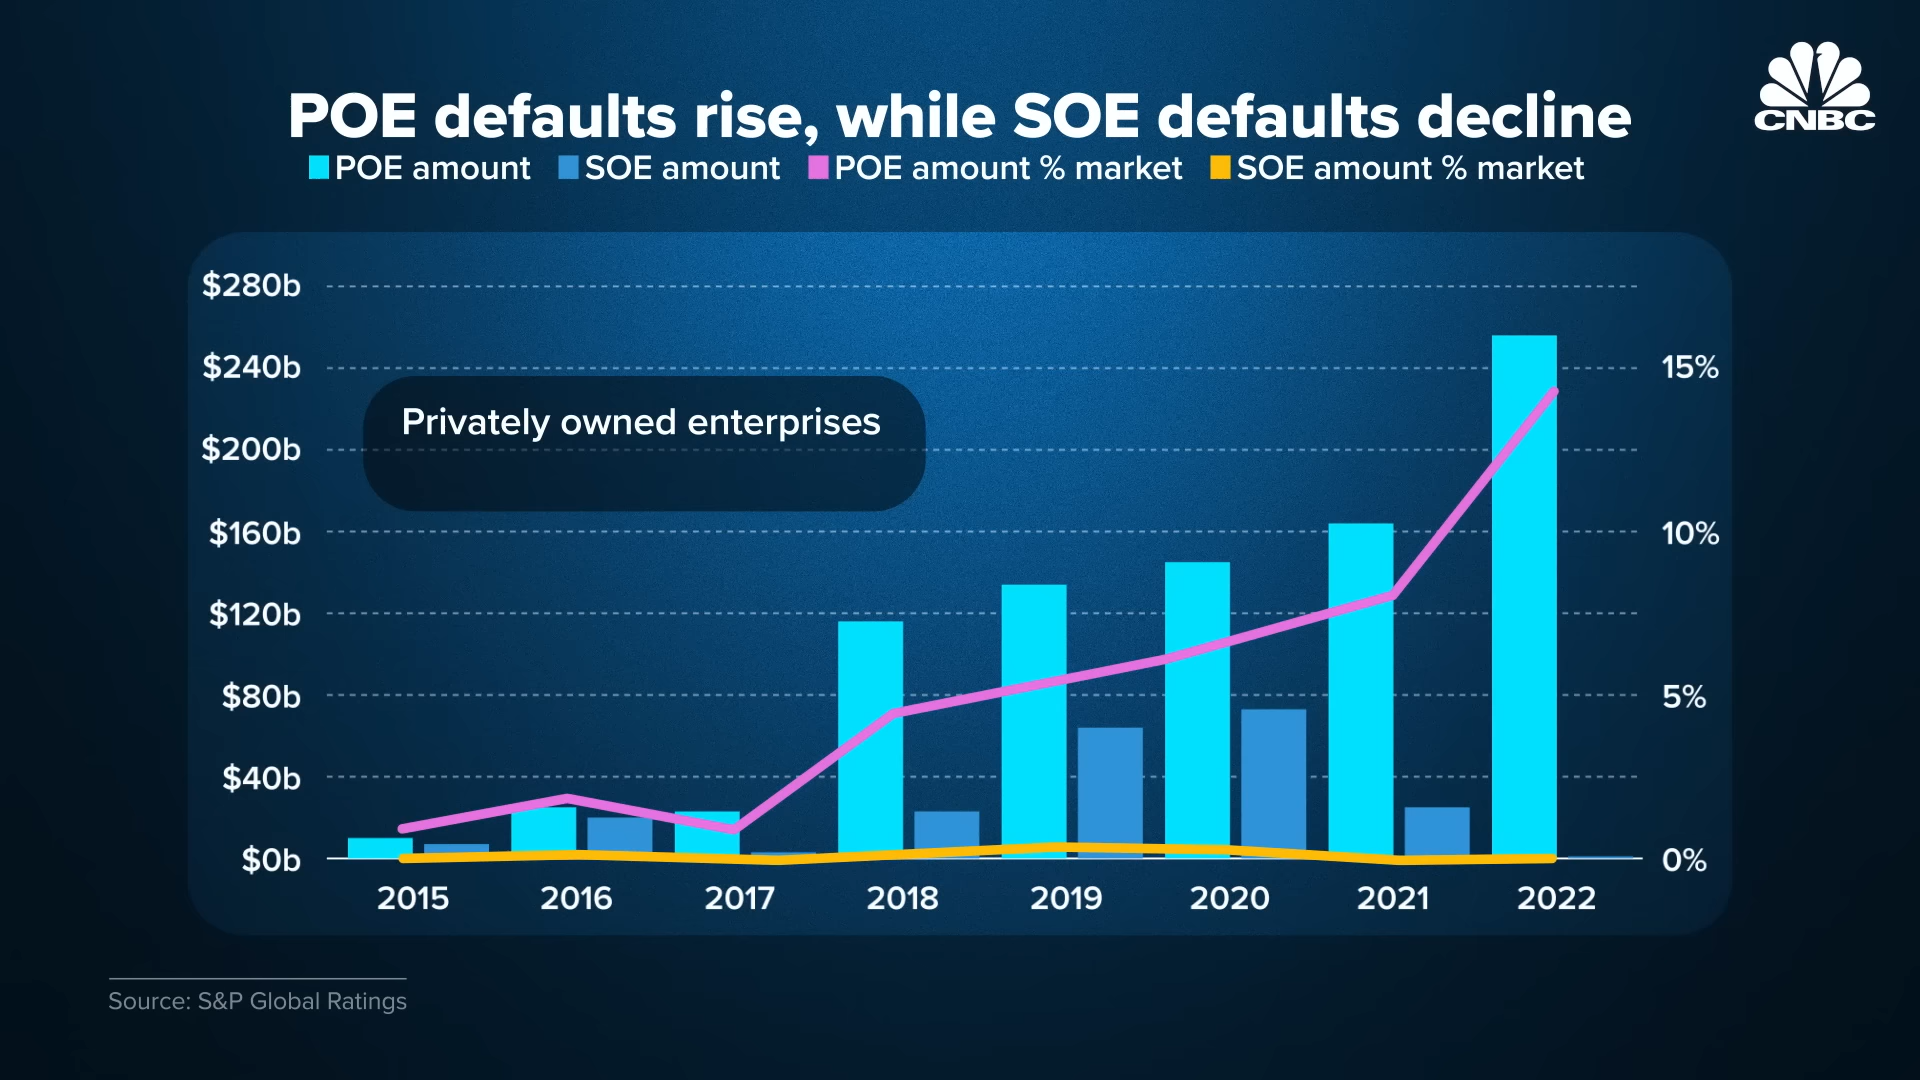 CNBC
POE defaults rise, while SOE defaults decline
POE amount SOE amount POE amount % market SOE amount % market
$280b
$240b 15%
Privately owned enterprises
$200b
$160b 10%
$120b
$80b 5%
$40b
$0b 0%
2015 2016 2017 2018 2019 2020 2021 2022
Source: S&P Global Ratings